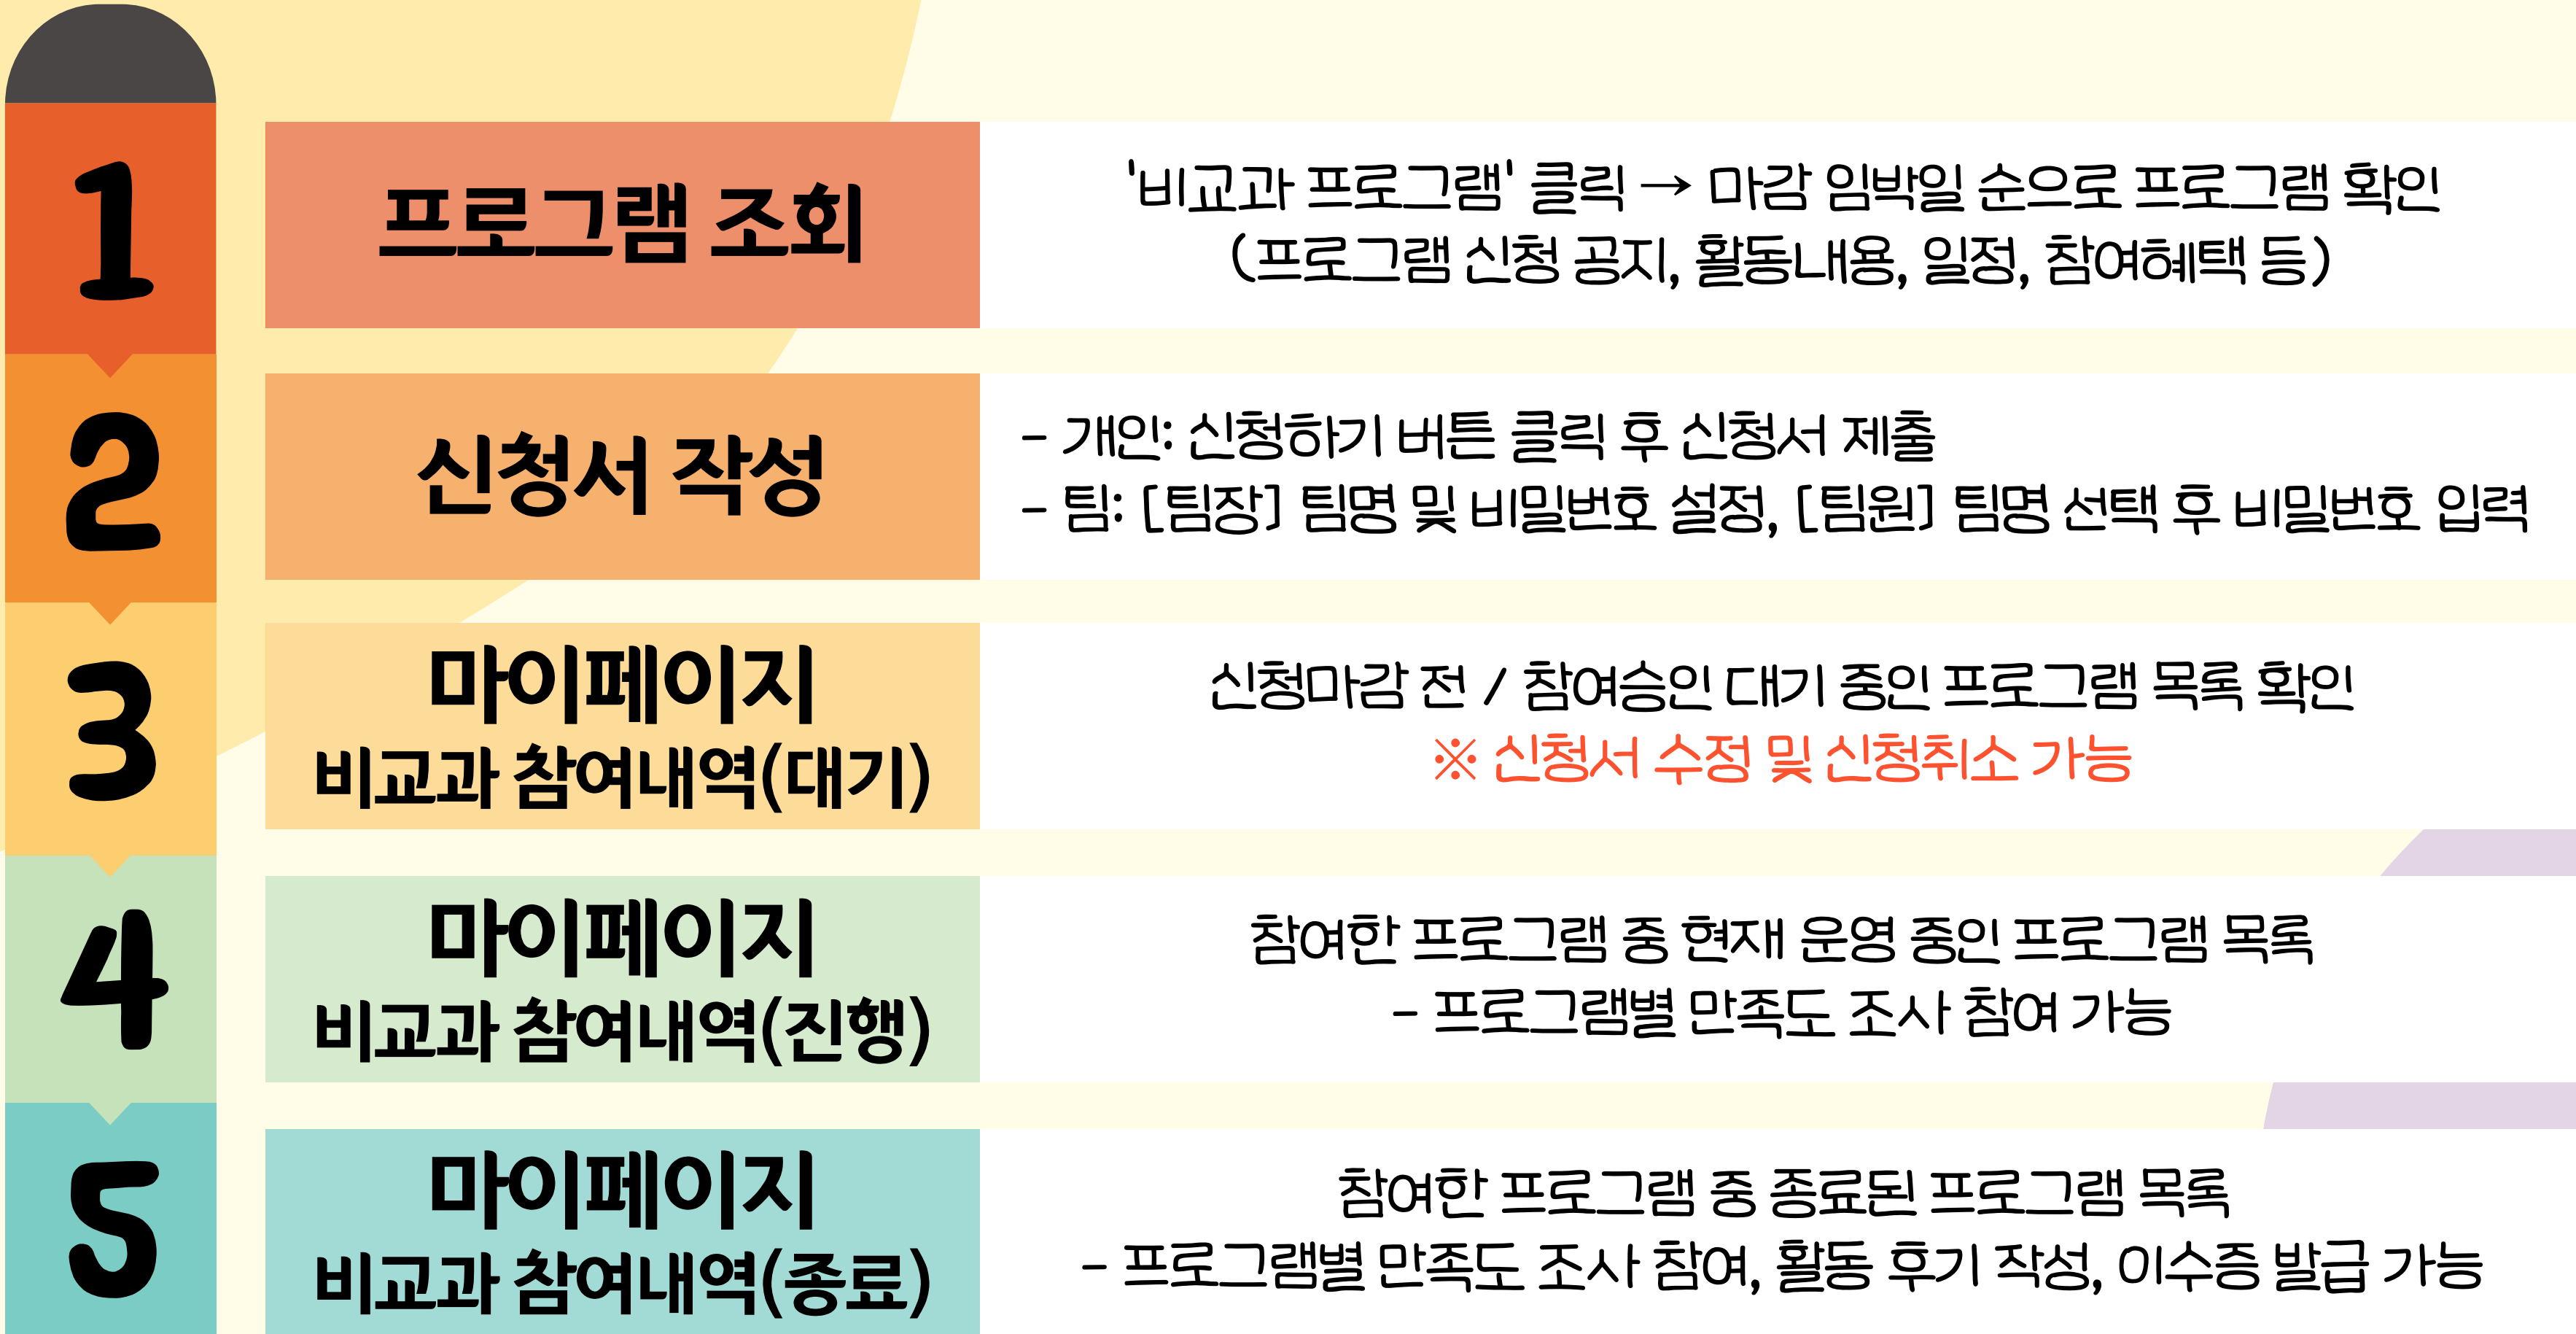 1
프로그램 조회
'비교과 프로그램' 클릭 → 마감 임박일 순으로 프로그램 확인
(프로그램 신청 공지, 활동내용, 일정, 참여혜택 등)
2
신청서 작성
- 개인: 신청하기 버튼 클릭 후 신청서 제출
- 팀: [팀장] 팀명 및 비밀번호 설정, [팀원] 팀명 선택 후 비밀번호 입력
3
마이페이지
비교과 참여내역(대기)
신청마감 전 / 참여승인 대기 중인 프로그램 목록 확인
※ 신청서 수정 및 신청취소 가능
4
마이페이지
비교과 참여내역(진행)
참여한 프로그램 중 현재 운영 중인 프로그램 목록
- 프로그램별 만족도 조사 참여 가능
5
마이페이지
비교과 참여내역(종료)
참여한 프로그램 중 종료된 프로그램 목록
- 프로그램별 만족도 조사 참여, 활동 후기 작성, 이수증 발급 가능